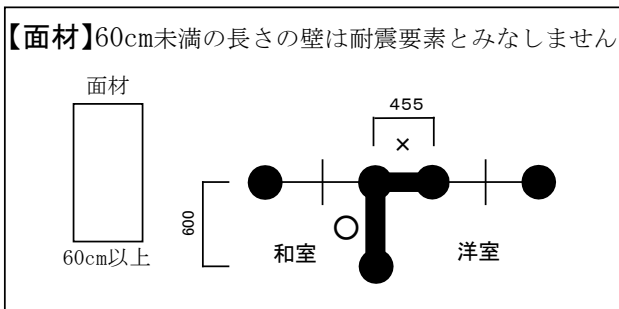 【面材】60cm未満の長さの壁は耐震要素とみなしません
面材
60cm以上
455
×
600
○
和室
洋室